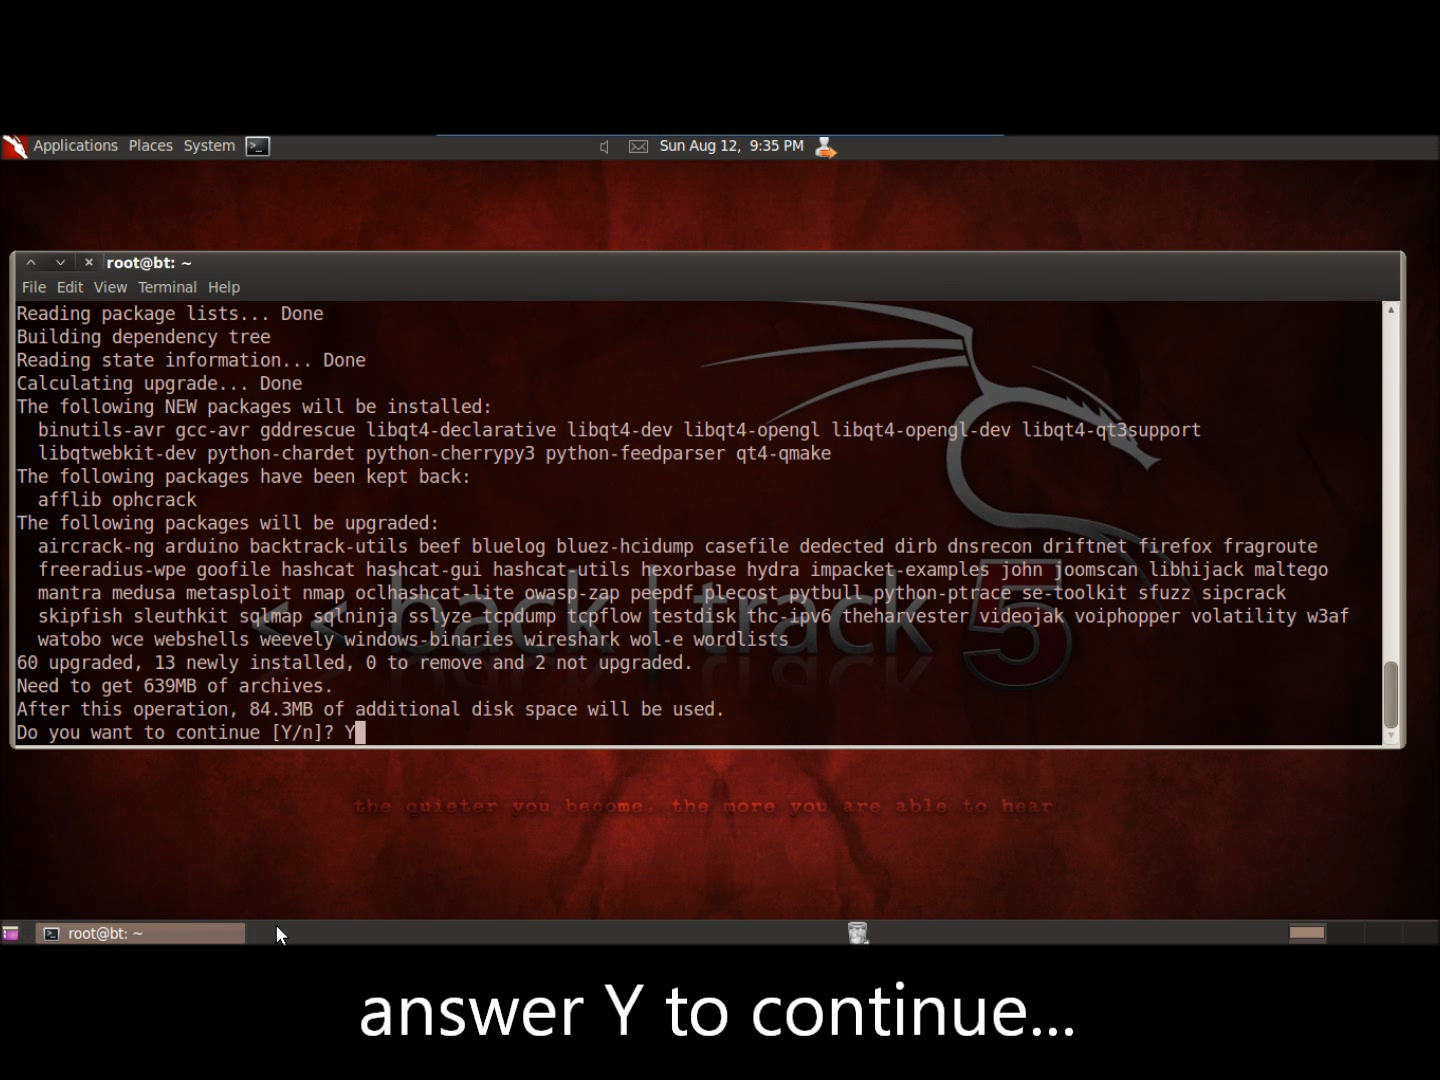 Applications Places System Sun Aug 12, 9:35 PM
root@bt: ~
File Edit View Terminal Help
Reading package lists... Done
Building dependency tree
Reading state information... Done
Calculating upgrade... Done
The following NEW packages will be installed:
binutils-avr gcc-avr gddrescue libqt4-declarative libqt4-dev libqt4-opengl libqt4-opengl-dev libqt4-qt3support
libqtwebkit-dev python-chardet python-cherrypy3 python-feedparser qt4-qmake
The following packages have been kept back:
afflib ophcrack
The following packages will be upgraded:
aircrack-ng arduino backtrack-utils beef bluelog bluez-hcidump casefile dedected dirb dnsrecon driftnet firefox fragroute
freeradius-wpe goofile hashcat hashcat-gui hashcat-utils hexorbase hydra impacket-examples john joomscan libhijack maltego
mantra medusa metasploit nmap oclhashcat-lite owasp-zap peepdf plecost pytbull python-ptrace se-toolkit sfuzz sipcrack
skipfish sleuthkit sqlmap sqlninja sslyze tcpdump tcpflow testdisk thc-ipv6 theharvester videojak voiphopper volatility w3af
watobo wce webshells weevely windows-binaries wireshark wol-e wordlists
60 upgraded, 13 newly installed, 0 to remove and 2 not upgraded.
Need to get 639MB of archives.
After this operation, 84.3MB of additional disk space will be used.
Do you want to continue [Y/n]? Y
<< back | track 5
the quieter you become, the more you are able to hear
root@bt: ~
answer Y to continue...